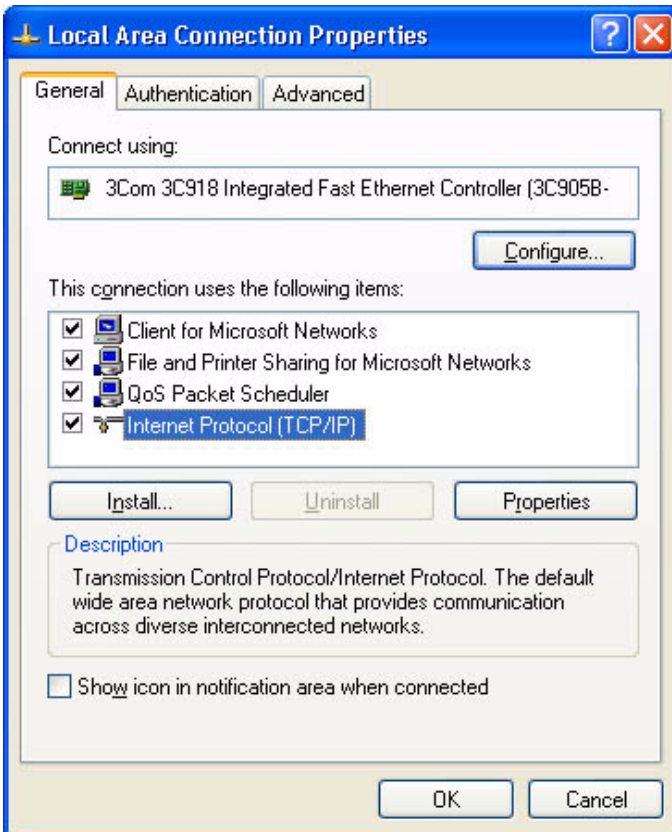 Local Area Connection Properties
General Authentication Advanced
Connect using:
3Com 3C918 Integrated Fast Ethernet Controller (3C905B-
Configure...
This connection uses the following items:
Client for Microsoft Networks
File and Printer Sharing for Microsoft Networks
QoS Packet Scheduler
Internet Protocol (TCP/IP)
Install... Uninstall Properties
Description
Transmission Control Protocol/Internet Protocol. The default
wide area network protocol that provides communication
across diverse interconnected networks.
Show icon in notification area when connected
OK Cancel